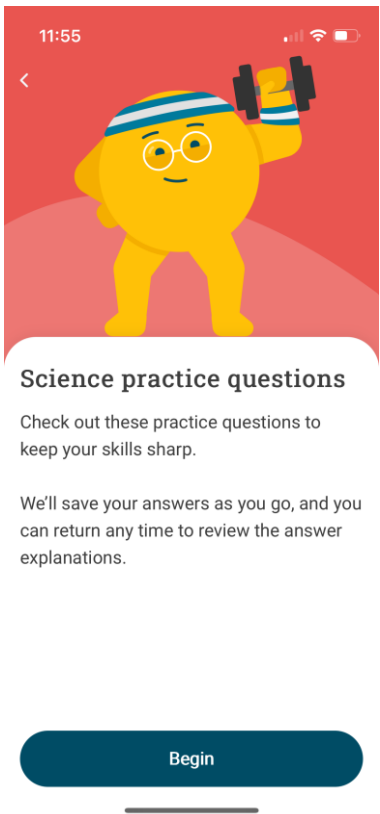 11:55
Science practice questions
Check out these practice questions to
keep your skills sharp.
We'll save your answers as you go, and you
can return any time to review the answer
explanations.
Begin